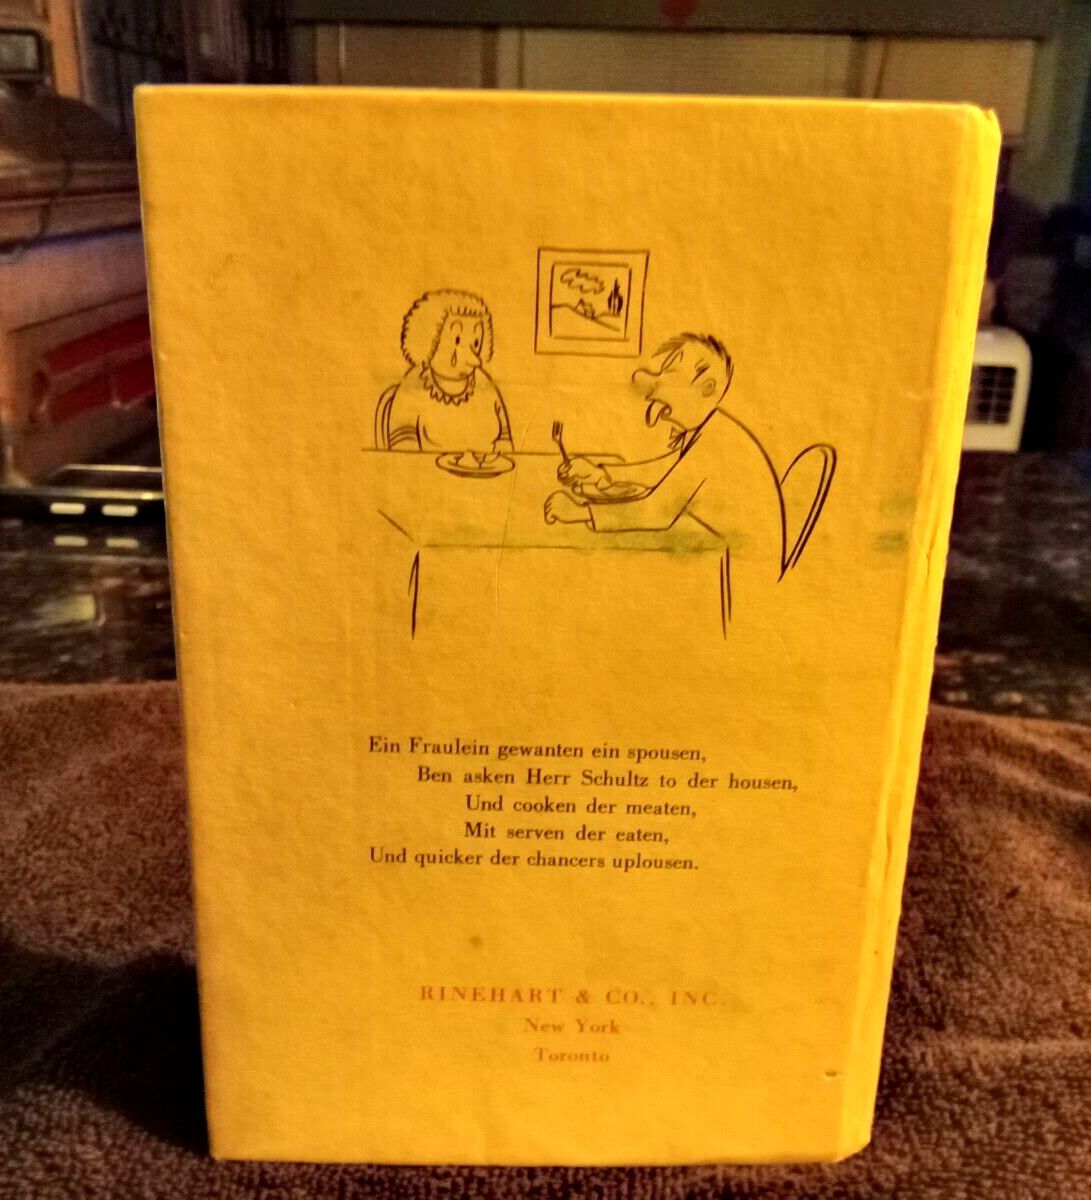 Ein Fraulein gewanten ein spousen,
Ben asken Herr Schultz to der housen,
Und cooken der meaten,
Mit serven der eaten,
Und quicker der chancers uplousen.
RINEHART & CO., INC.
New York
Toronto